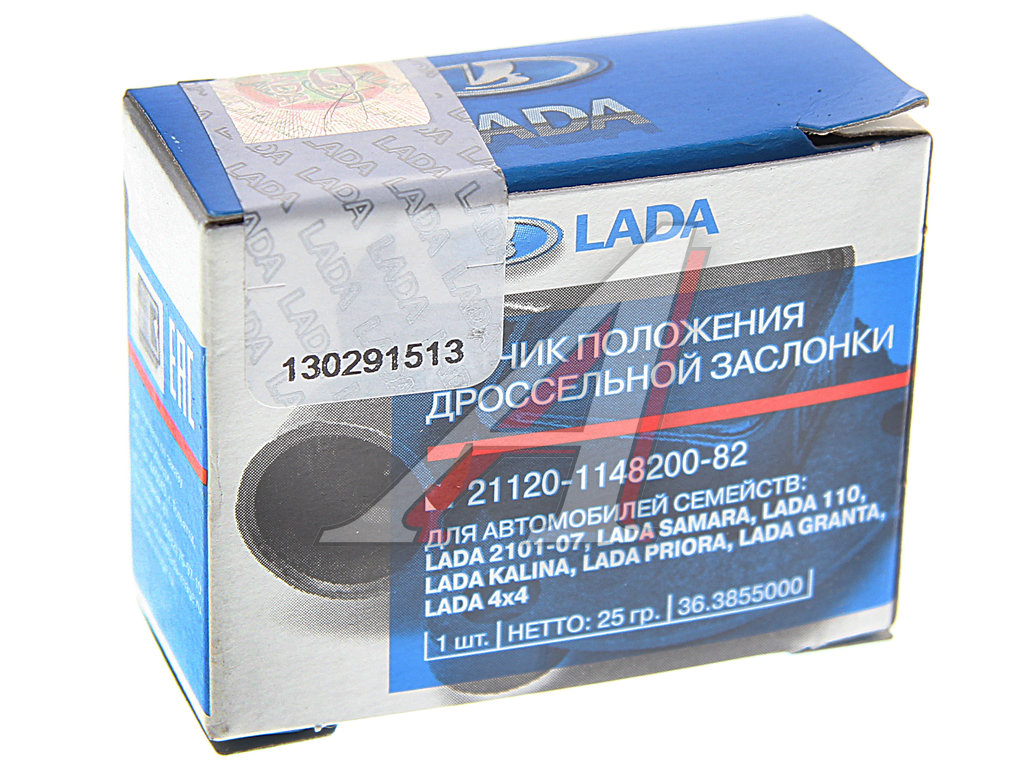 LADA
LADA
130291513
ЧИК ПОЛОЖЕНИЯ
ДРОССЕЛЬНОЙ ЗАСЛОНКИ
21120-1148200-82
ДЛЯ АВТОМОБИЛЕЙ СЕМЕЙСТВ:
LADA 2101-07, LADA SAMARA, LADA 110,
LADA KALINA, LADA PRIORA, LADA GRANTA,
LADA 4x4
1 шт. НЕТТО: 25 гр. 36.3855000
EAC